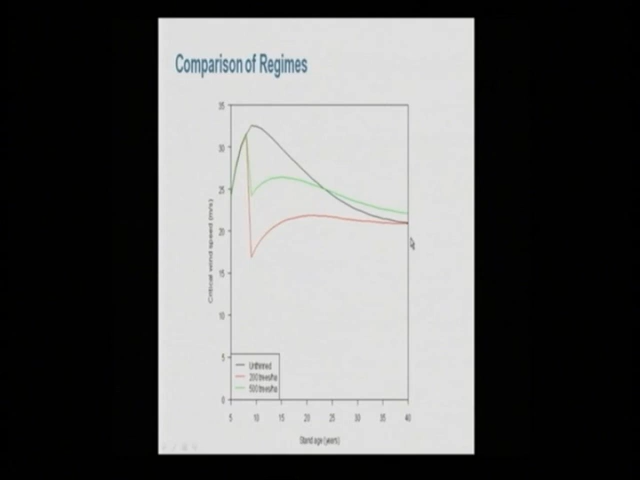 Comparison of Regimes
Critical wind speed (m/s)
35
30
25
20
15
10
5
0
Unthinned
200 trees/ha
500 trees/ha
5 10 15 20 25 30 35 40
Stand age (years)